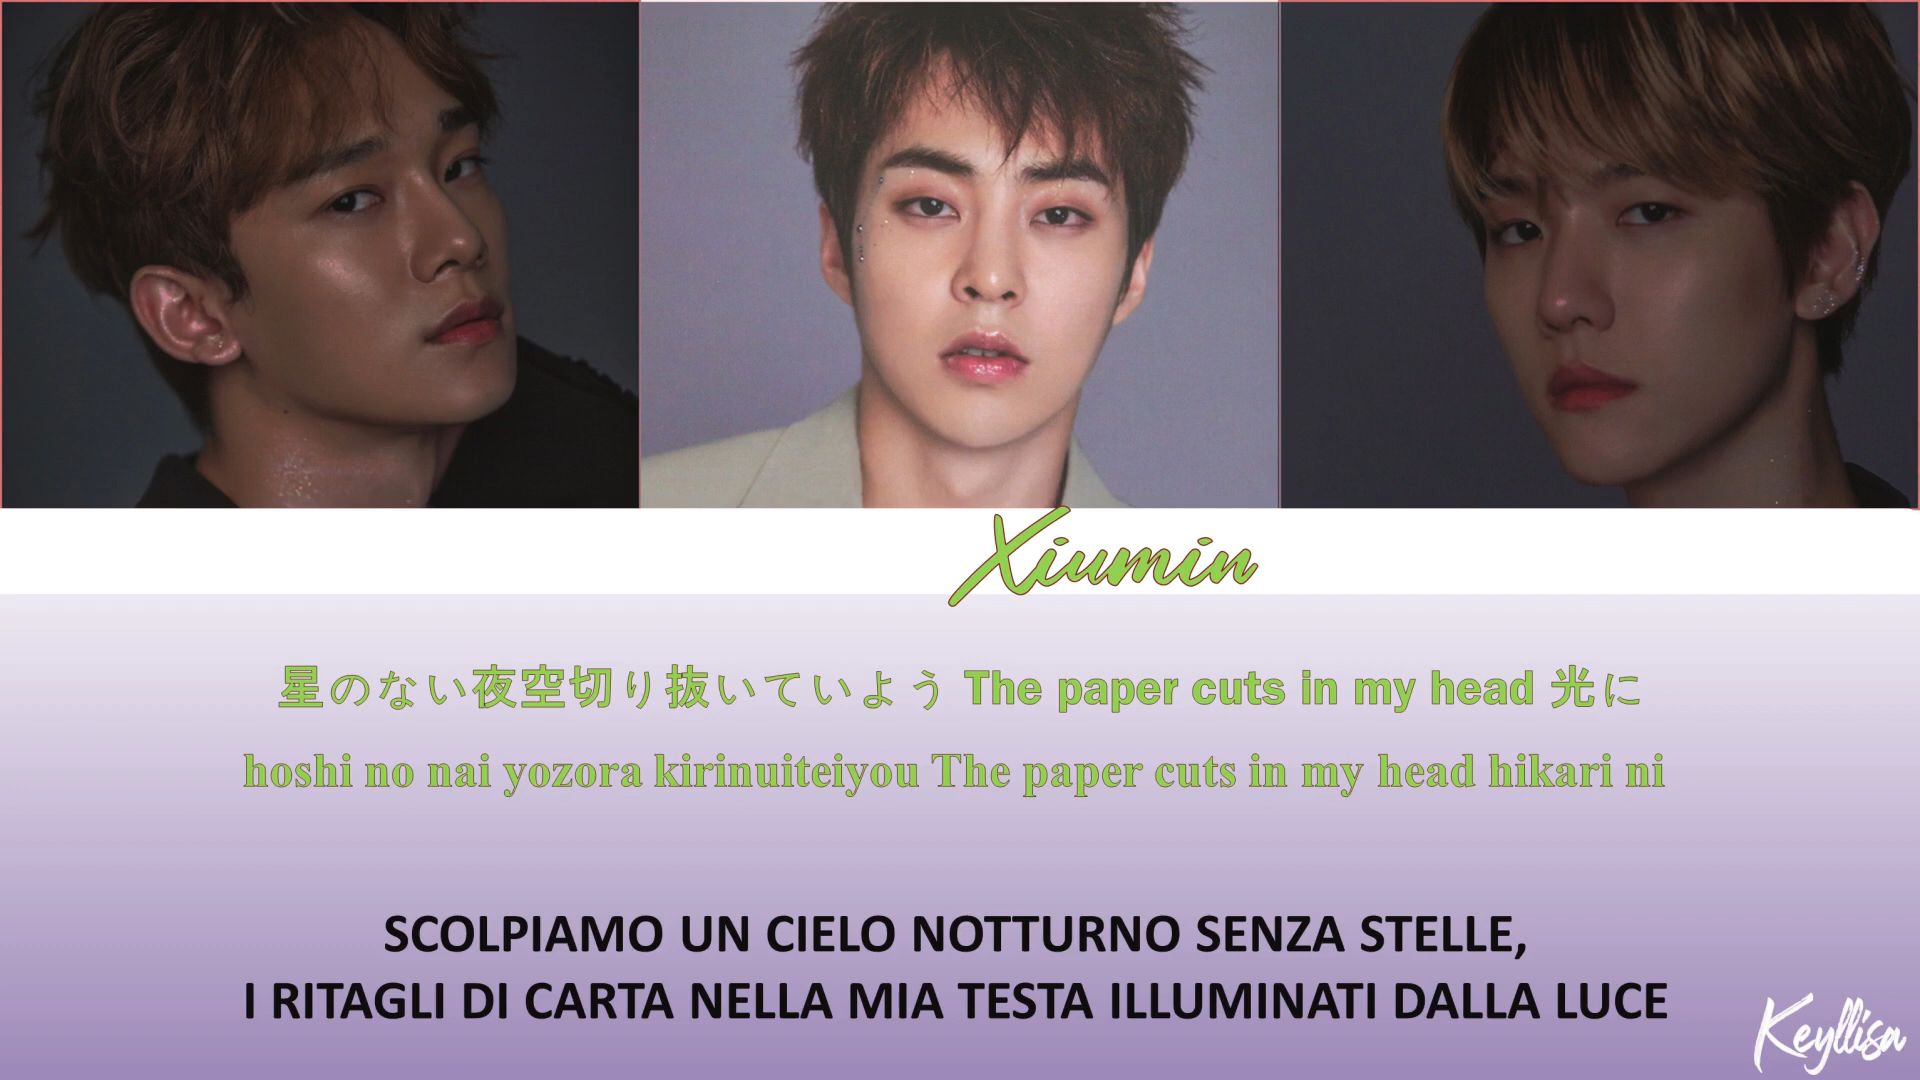 Xiumin
星のない夜空切り抜いていよう The paper cuts in my head 光に
hoshi no nai yozora kirinuiteiyou The paper cuts in my head hikari ni
SCOLPIAMO UN CIELO NOTTURNO SENZA STELLE,
I RITAGLI DI CARTA NELLA MIA TESTA ILLUMINATI DALLA LUCE
Keyllisa